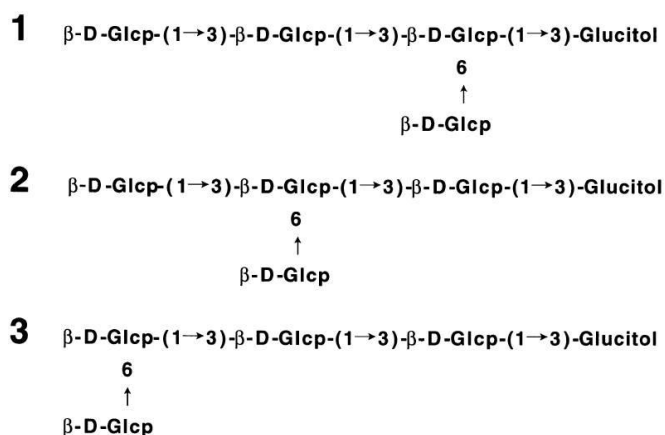 1 β-D-Glcp-(1→3)-β-D-Glcp-(1→3)-β-D-Glcp-(1→3)-Glucitol
6
↑
β-D-Glcp
2 β-D-Glcp-(1→3)-β-D-Glcp-(1→3)-β-D-Glcp-(1→3)-Glucitol
6
↑
β-D-Glcp
3 β-D-Glcp-(1→3)-β-D-Glcp-(1→3)-β-D-Glcp-(1→3)-Glucitol
6
↑
β-D-Glcp